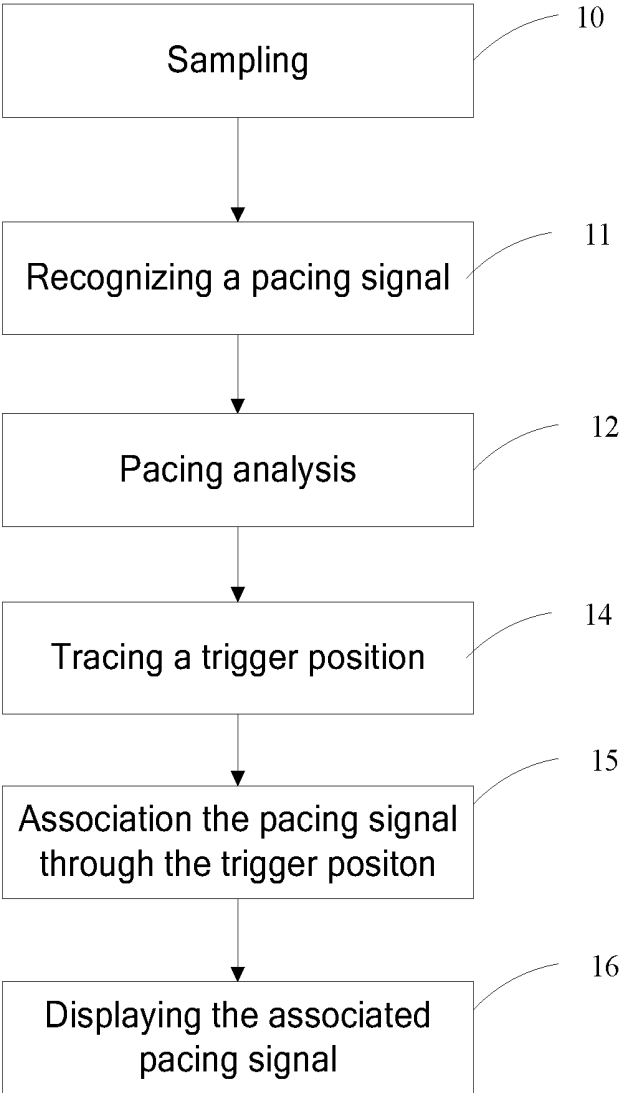 Sampling
10
Recognizing a pacing signal
11
Pacing analysis
12
Tracing a trigger position
14
Association the pacing signal
through the trigger positon
15
Displaying the associated
pacing signal
16